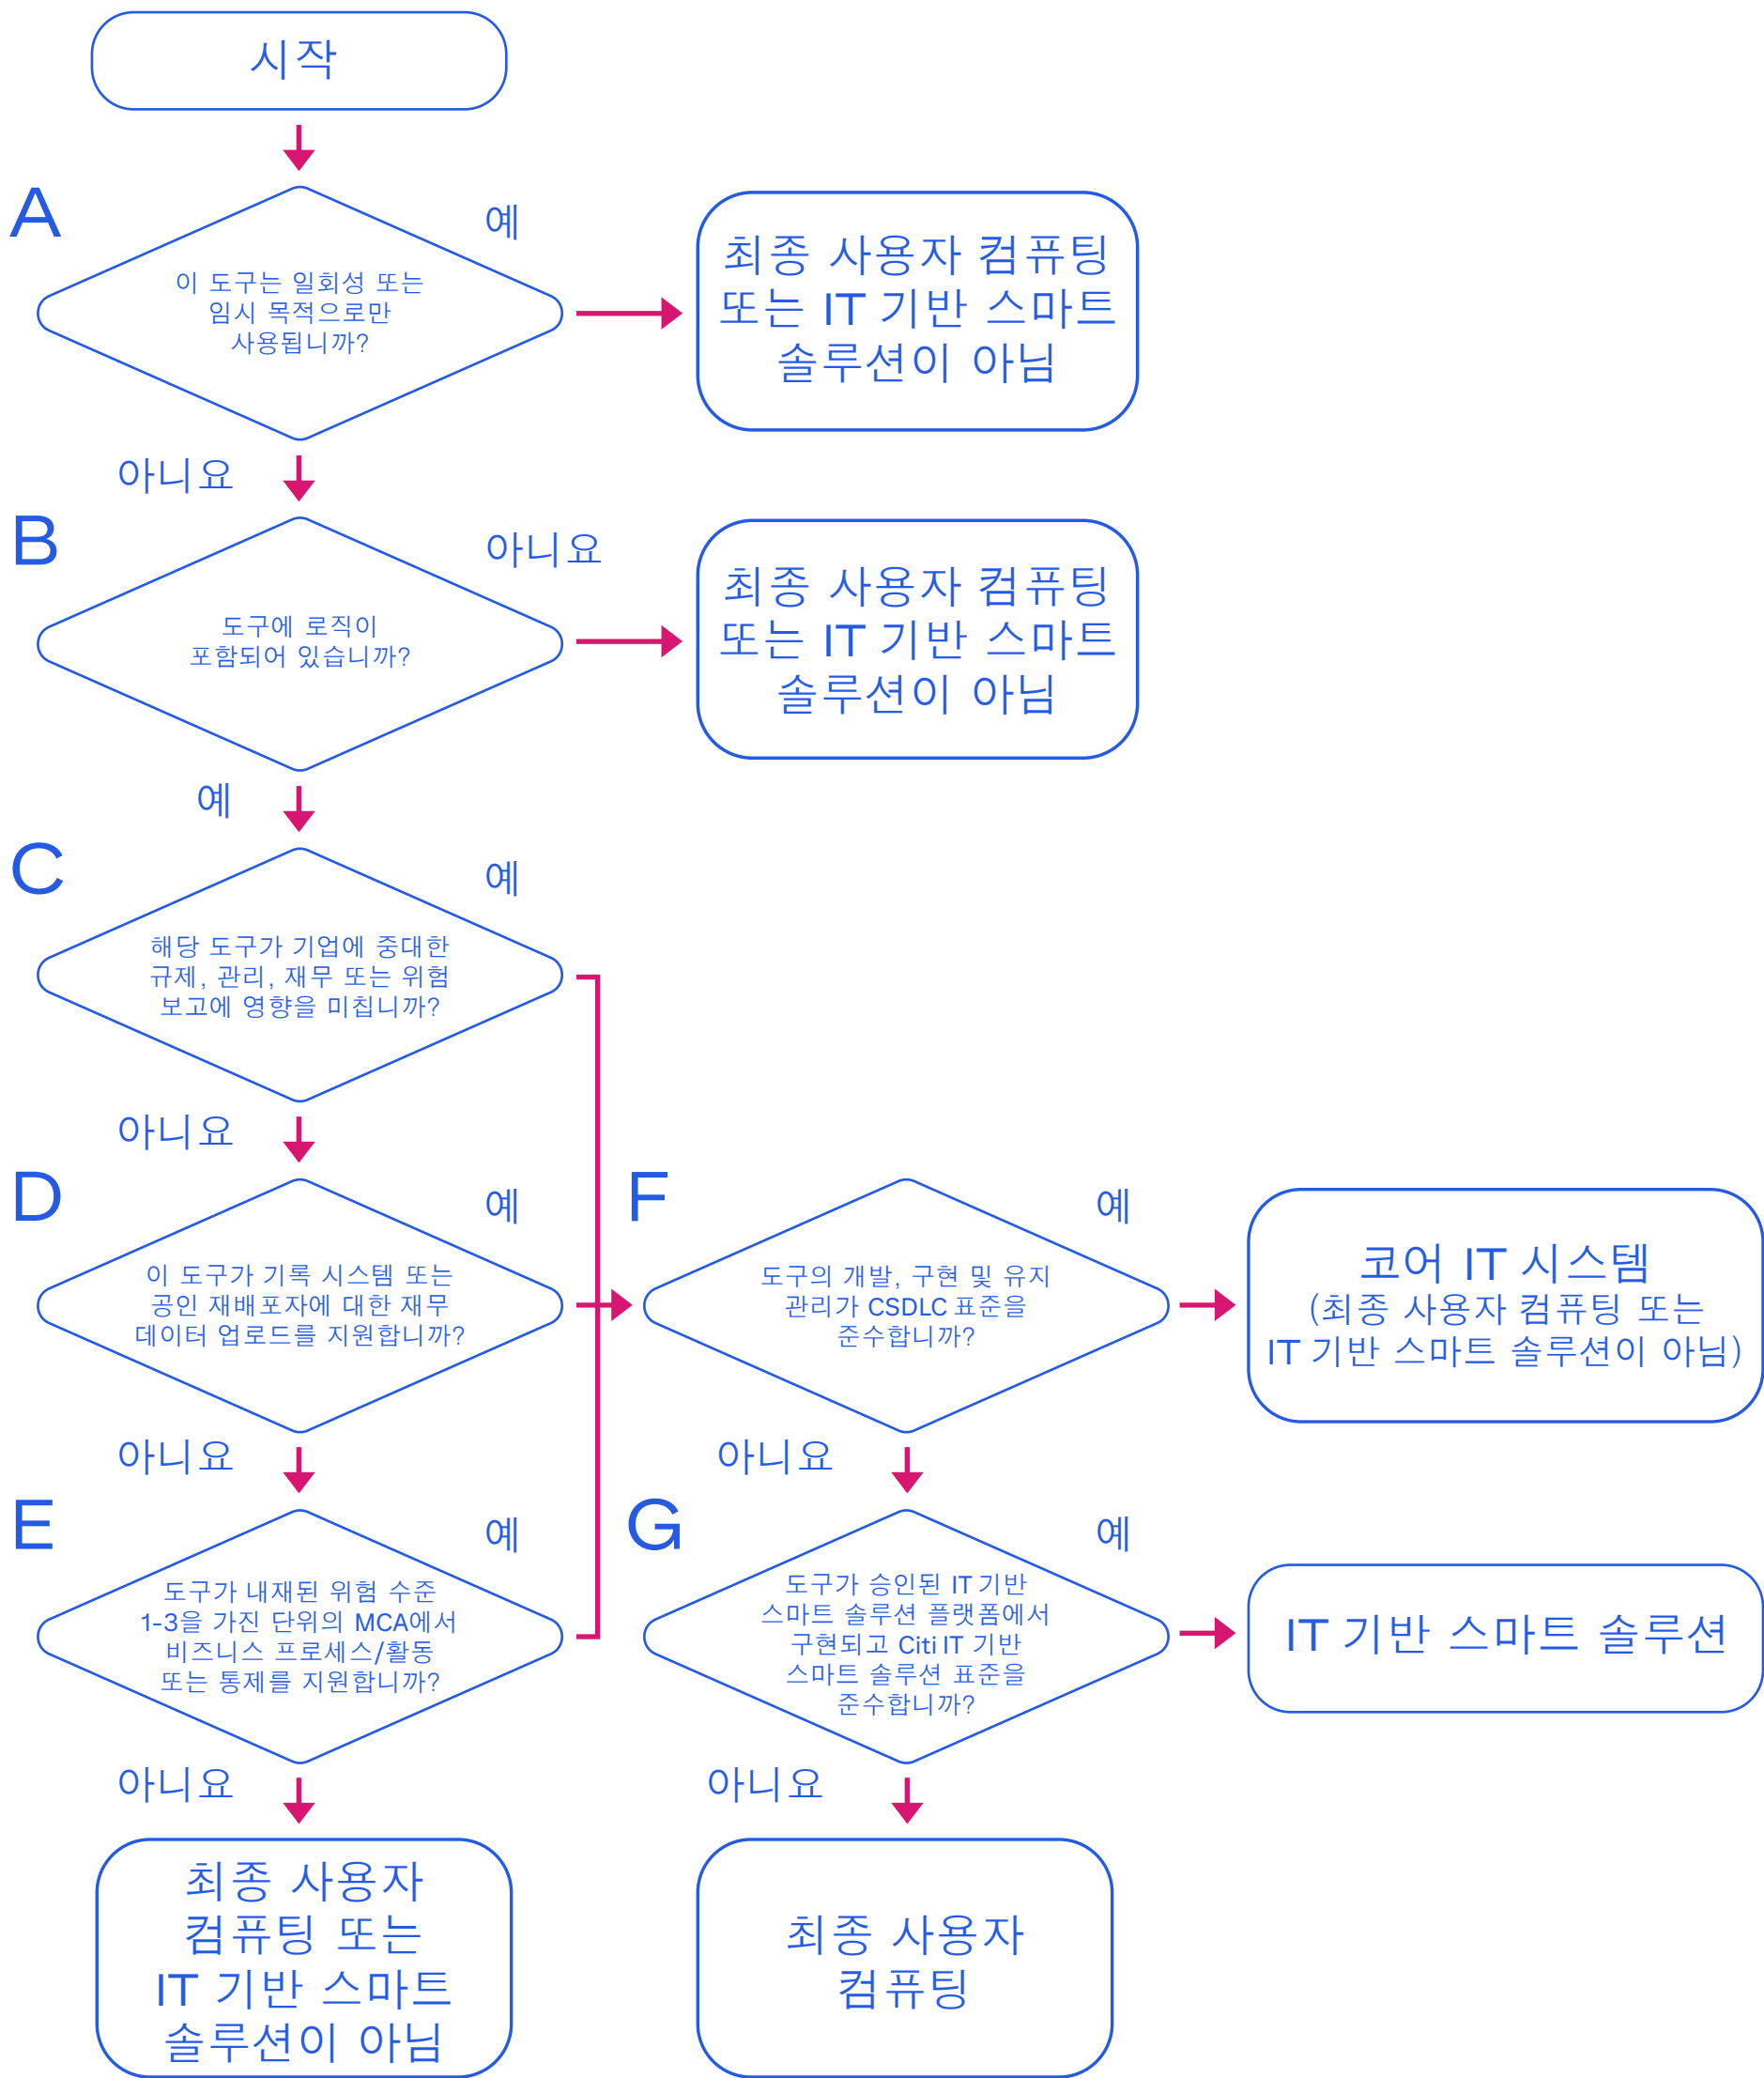 시작
A
예
이 도구는 일회성 또는
임시 목적으로만
사용됩니까?
최종 사용자 컴퓨팅
또는 IT 기반 스마트
솔루션이 아님
아니요
B
아니요
도구에 로직이
포함되어 있습니까?
최종 사용자 컴퓨팅
또는 IT 기반 스마트
솔루션이 아님
예
C
예
해당 도구가 기업에 중대한
규제, 관리, 재무 또는 위험
보고에 영향을 미칩니까?
아니요
D
예
이 도구가 기록 시스템 또는
공인 재배포자에 대한 재무
데이터 업로드를 지원합니까?
F
예
도구의 개발, 구현 및 유지
관리가 CSDLC 표준을
준수합니까?
코어 IT 시스템
(최종 사용자 컴퓨팅 또는
IT 기반 스마트 솔루션이 아님)
아니요
아니요
E
예
도구가 내재된 위험 수준
1-3을 가진 단위의 MCA에서
비즈니스 프로세스/활동
또는 통제를 지원합니까?
G
예
도구가 승인된 IT 기반
스마트 솔루션 플랫폼에서
구현되고 Citi IT 기반
스마트 솔루션 표준을
준수합니까?
IT 기반 스마트 솔루션
아니요
아니요
최종 사용자
컴퓨팅 또는
IT 기반 스마트
솔루션이 아님
최종 사용자
컴퓨팅